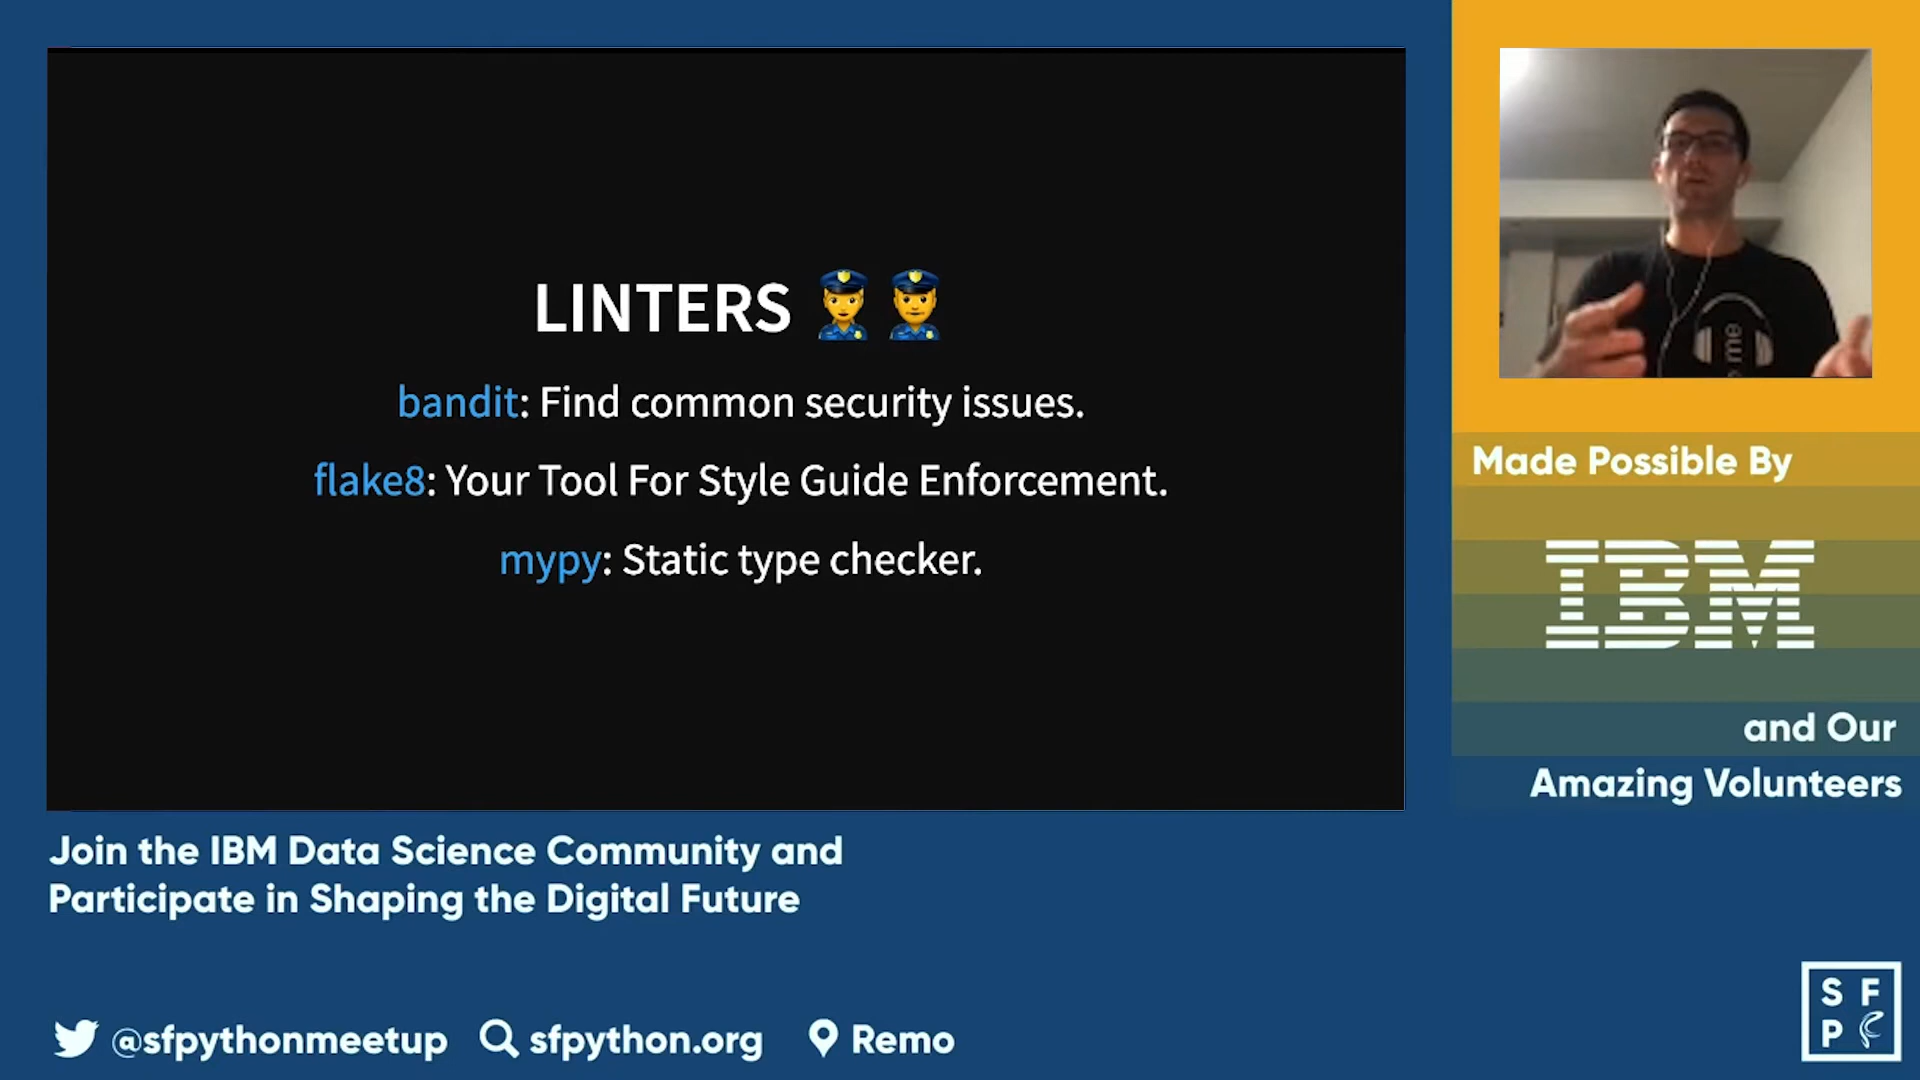 LINTERS
bandit: Find common security issues.
flake8: Your Tool For Style Guide Enforcement.
mypy: Static type checker.
me
Made Possible By
IBM
and Our
Amazing Volunteers
Join the IBM Data Science Community and
Participate in Shaping the Digital Future
@sfpythonmeetup
sfpython.org
Remo
S F
P